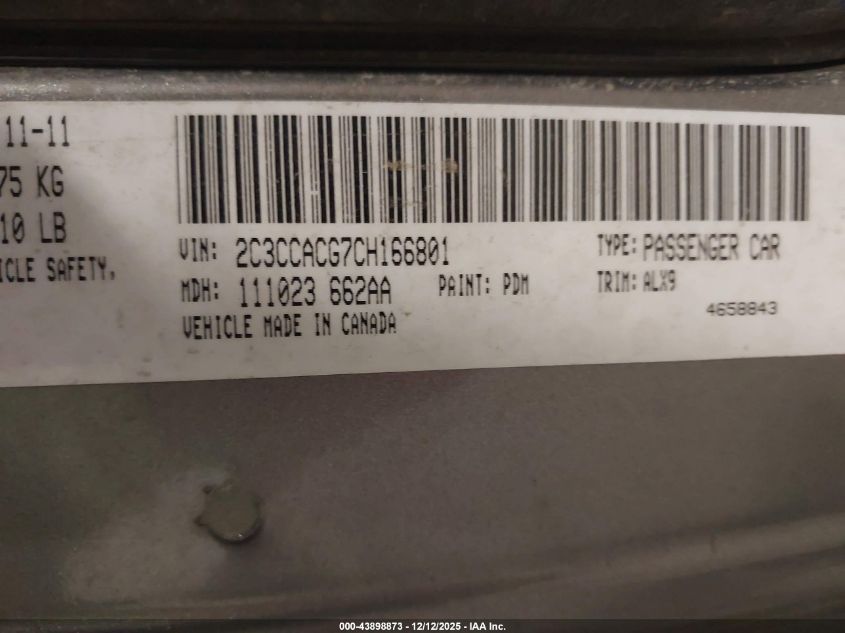 11-11
75 KG
10 LB
ICLE SAFETY,
VIN: 2C3CCACG7CH166801 TYPE: PASSENGER CAR
MDH: 111023 662AA PAINT: PDM TRIM: ALX9
VEHICLE MADE IN CANADA 4658843
000-43898873 - 12/12/2025 - IAA Inc.